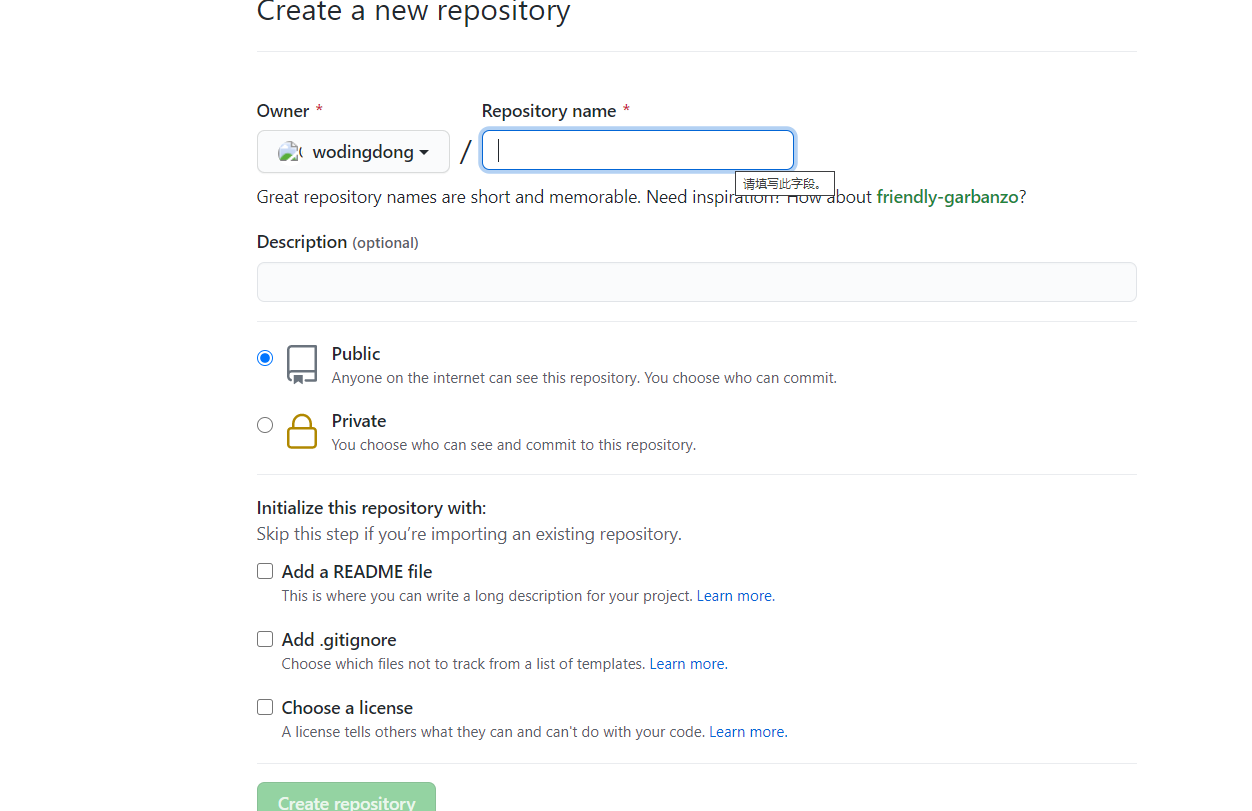 Create a new repository
Owner *
Repository name *
wodingdong
/
请填写此字段。
Great repository names are short and memorable. Need inspiration? How about friendly-garbanzo?
Description (optional)
Public
Anyone on the internet can see this repository. You choose who can commit.
Private
You choose who can see and commit to this repository.
Initialize this repository with:
Skip this step if you’re importing an existing repository.
Add a README file
This is where you can write a long description for your project. Learn more.
Add .gitignore
Choose which files not to track from a list of templates. Learn more.
Choose a license
A license tells others what they can and can't do with your code. Learn more.
Create repository